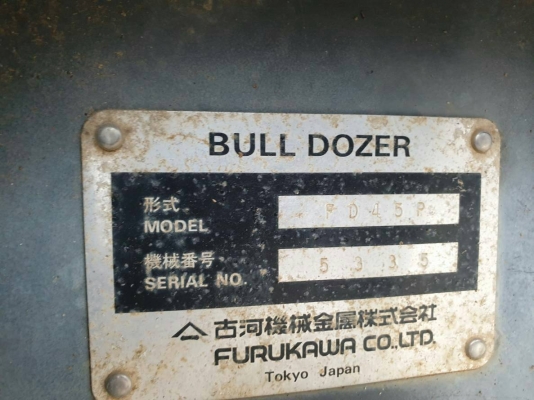 BULL DOZER
形式
MODEL FD45P
機械番号
SERIAL NO. 5335
古河機械金属株式会社
FURUKAWA CO.,LTD.
Tokyo Japan